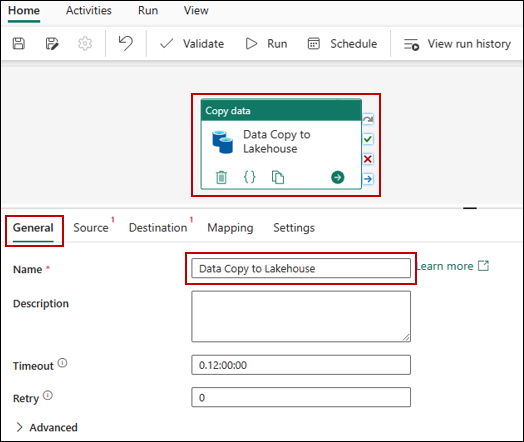 Home Activities Run View
Validate Run Schedule View run history
Copy data
Data Copy to
Lakehouse
{}
General Source 1 Destination 1 Mapping Settings
Name * Data Copy to Lakehouse Learn more
Description
Timeout 0.12:00:00
Retry 0
Advanced